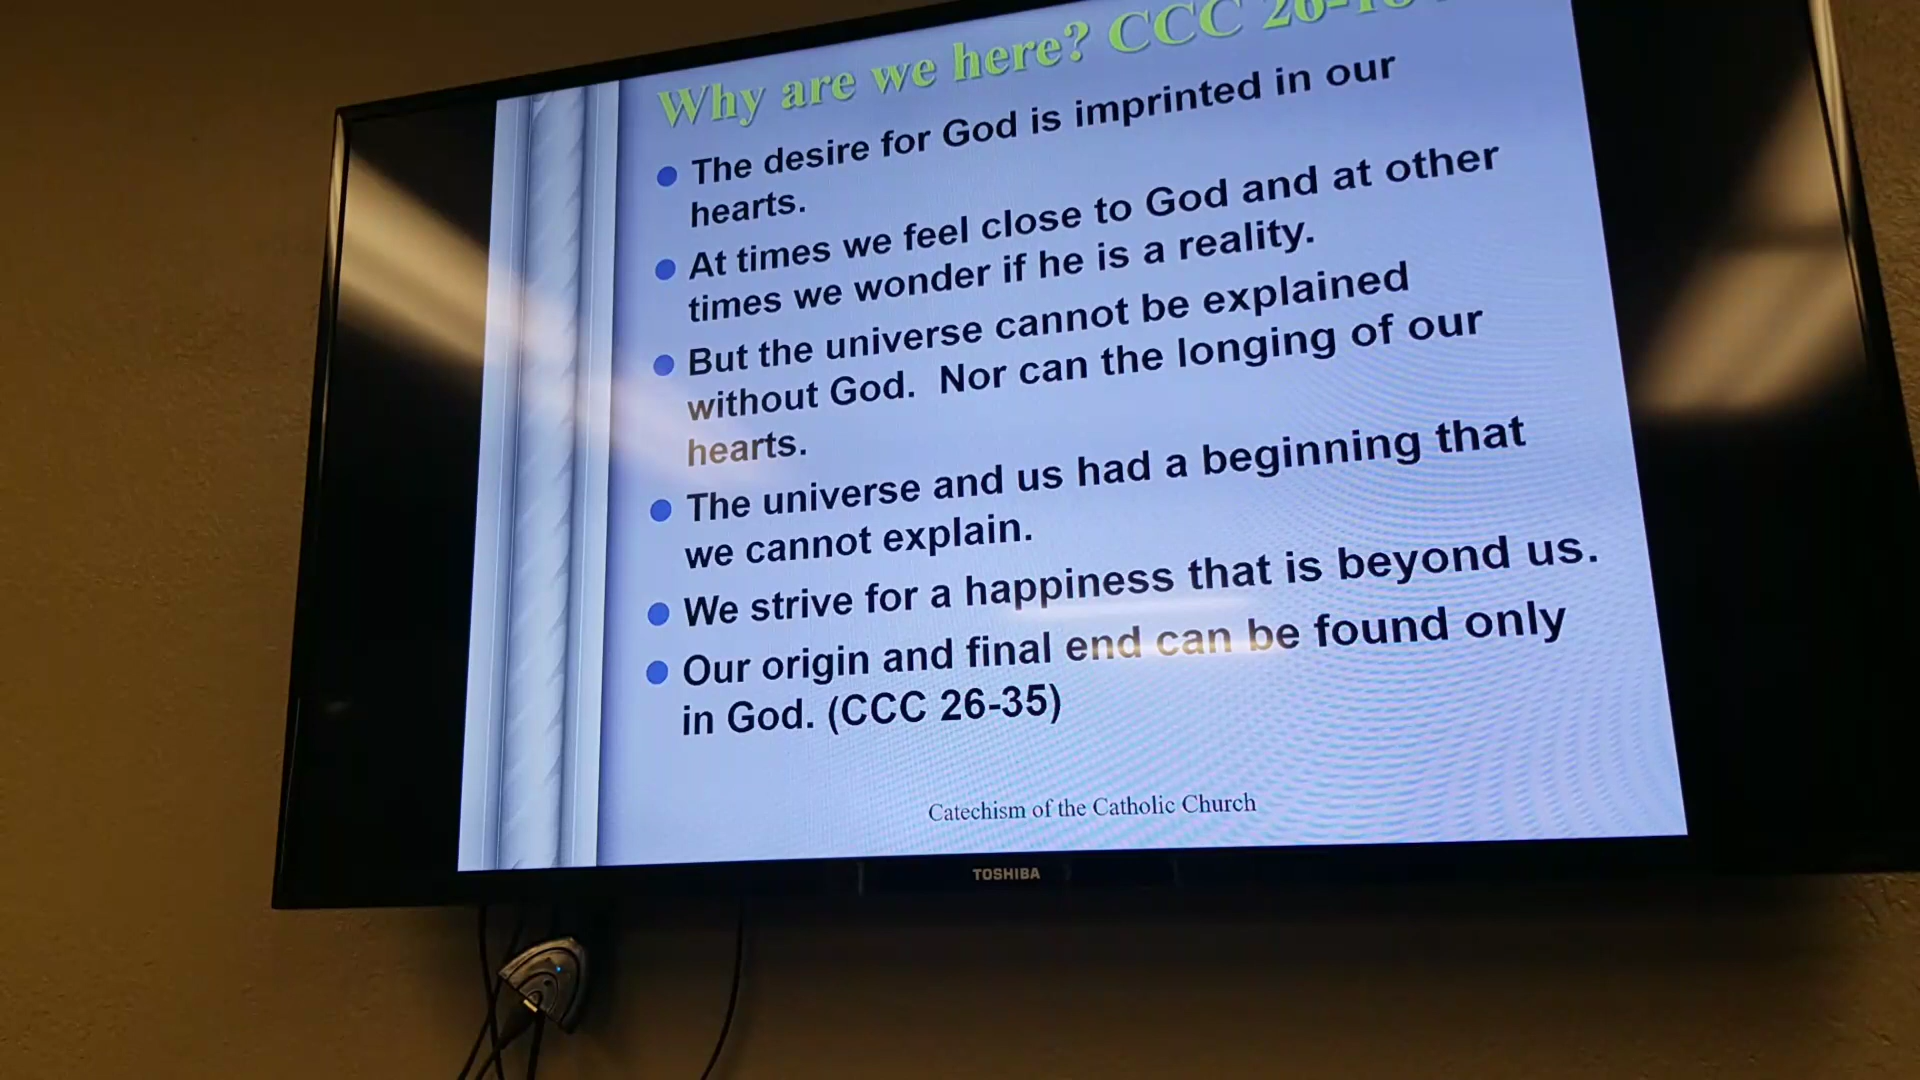 Why are we here? CCC
The desire for God is imprinted in our
hearts.
At times we feel close to God and at other
times we wonder if he is a reality.
But the universe cannot be explained
without God. Nor can the longing of our
hearts.
The universe and us had a beginning that
we cannot explain.
We strive for a happiness that is beyond us.
Our origin and final end can be found only
in God. (CCC 26-35)
Catechism of the Catholic Church
TOSHIBA